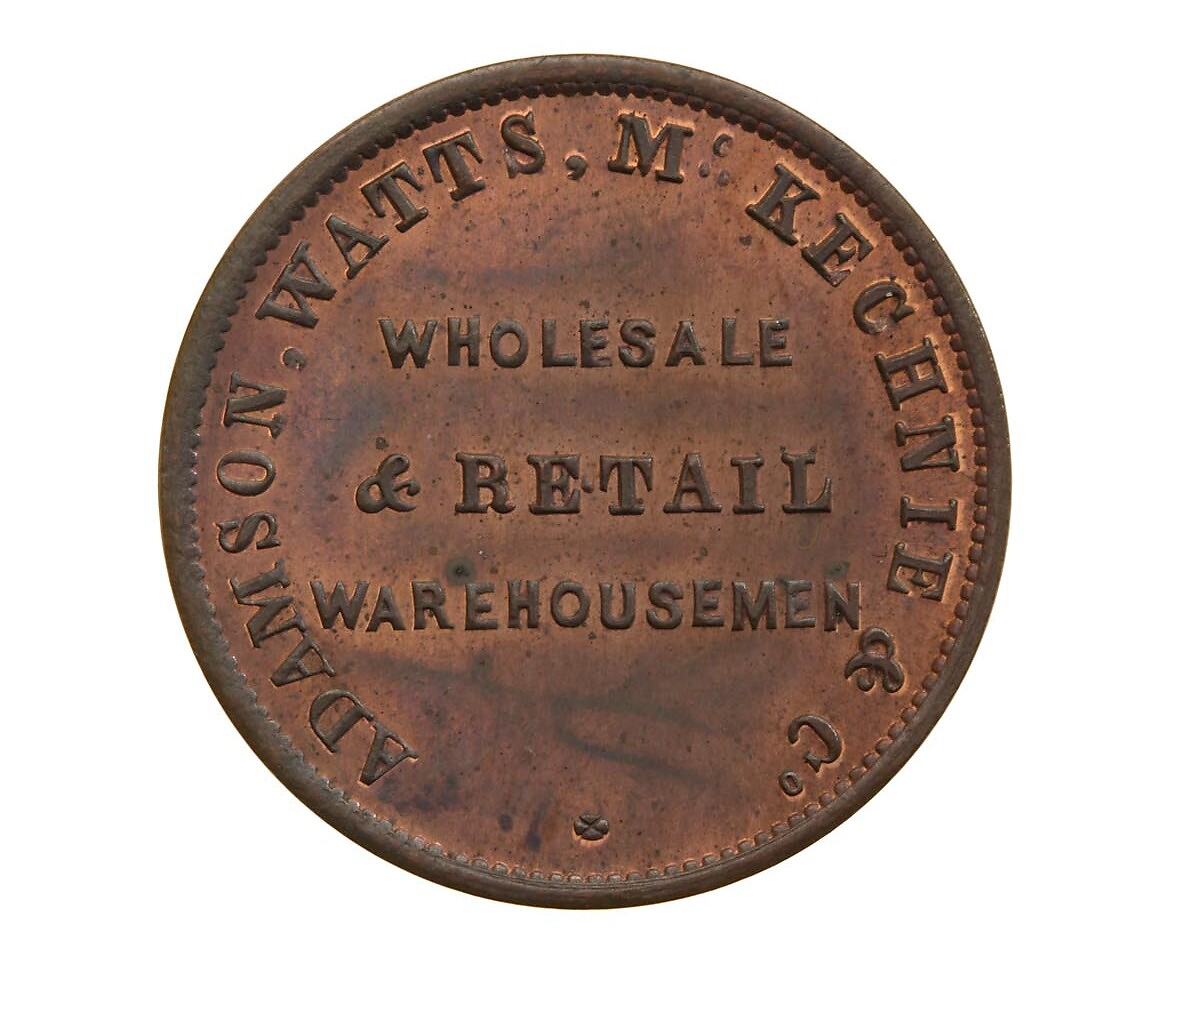 ADAMSON. WATTS, Mc. KECHNIE & Co
WHOLESALE
& RETAIL
WAREHOUSEMEN